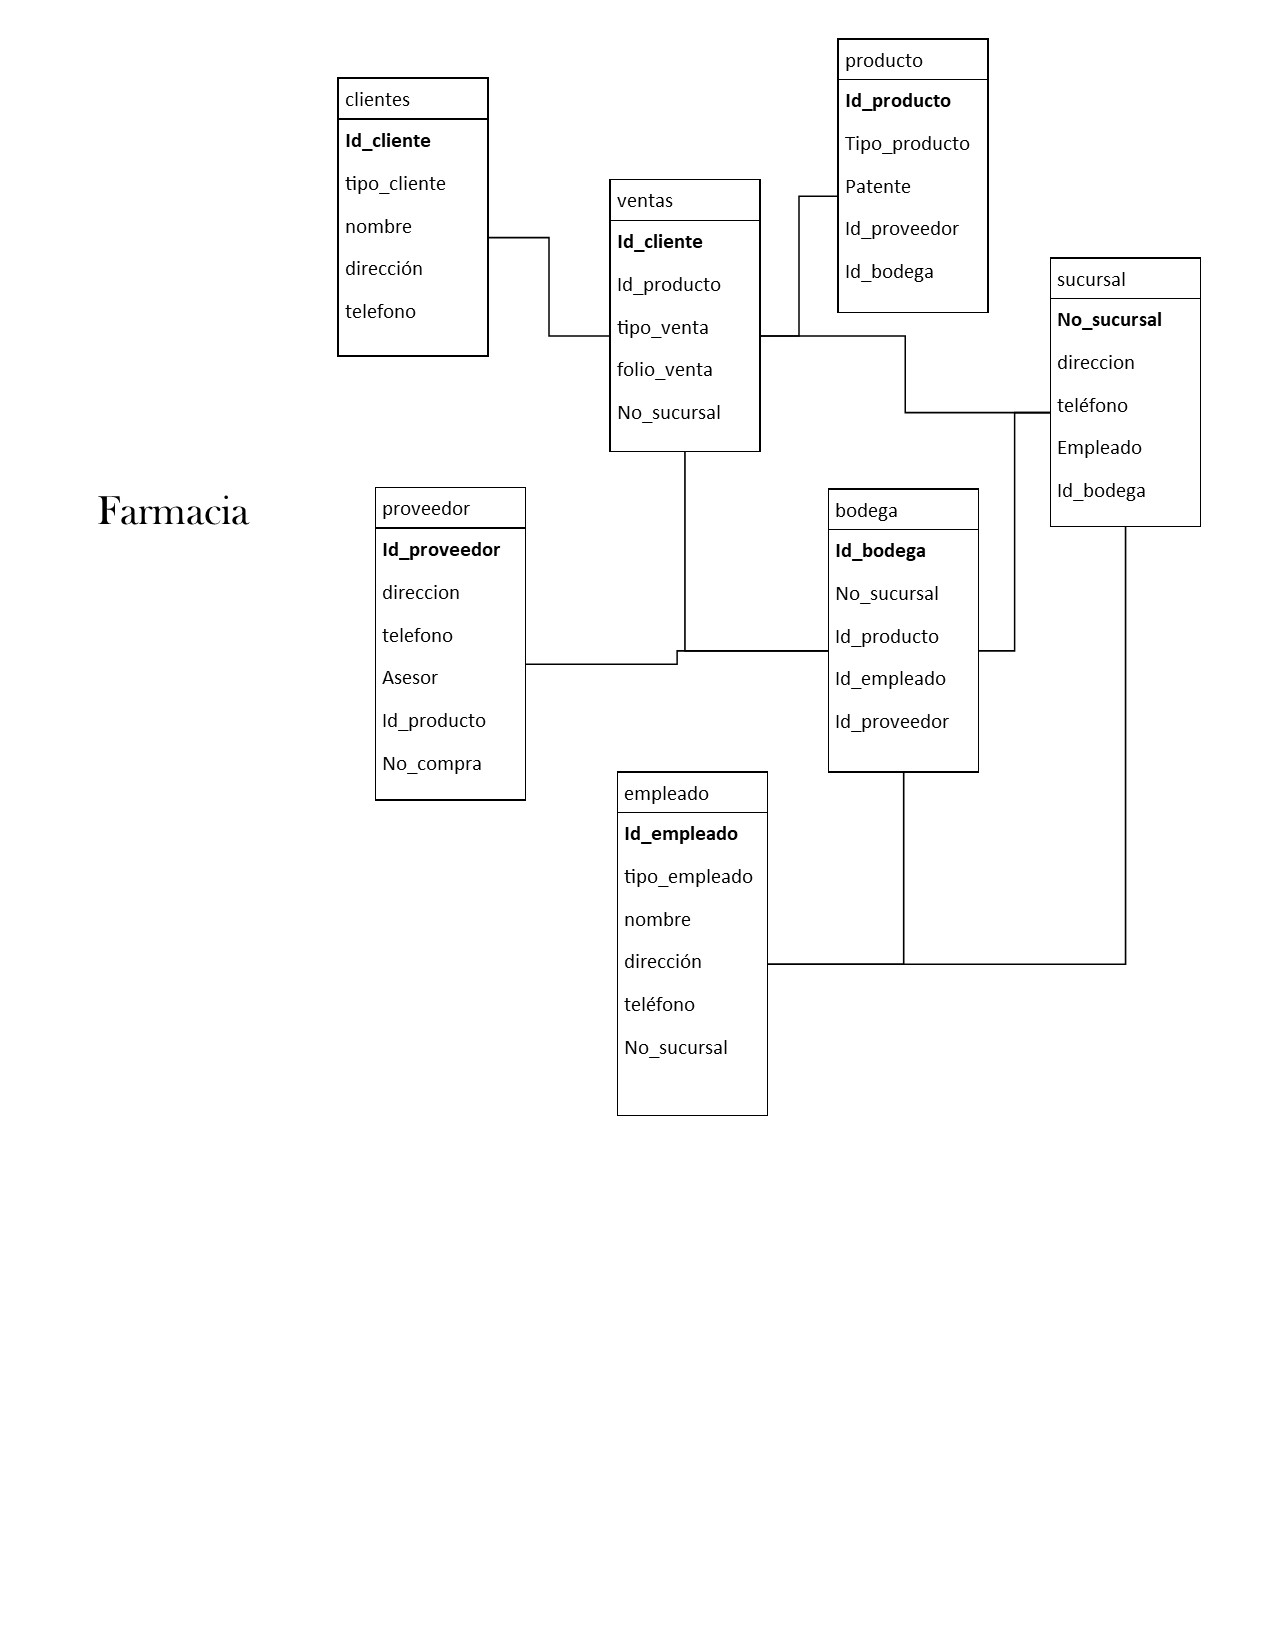 clientes
Id_cliente
tipo_cliente
nombre
dirección
telefono
ventas
Id_cliente
Id_producto
tipo_venta
folio_venta
No_sucursal
producto
Id_producto
Tipo_producto
Patente
Id_proveedor
Id_bodega
sucursal
No_sucursal
direccion
teléfono
Empleado
Id_bodega
Farmacia
proveedor
Id_proveedor
direccion
telefono
Asesor
Id_producto
No_compra
bodega
Id_bodega
No_sucursal
Id_producto
Id_empleado
Id_proveedor
empleado
Id_empleado
tipo_empleado
nombre
dirección
teléfono
No_sucursal